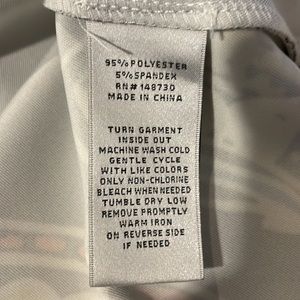 95% POLYESTER
5% SPANDEX
RN# 148730
MADE IN CHINA
TURN GARMENT
INSIDE OUT
MACHINE WASH COLD
GENTLE CYCLE
WITH LIKE COLORS
ONLY NON-CHLORINE
BLEACH WHEN NEEDED
TUMBLE DRY LOW
REMOVE PROMPTLY
WARM IRON
ON REVERSE SIDE
IF NEEDED